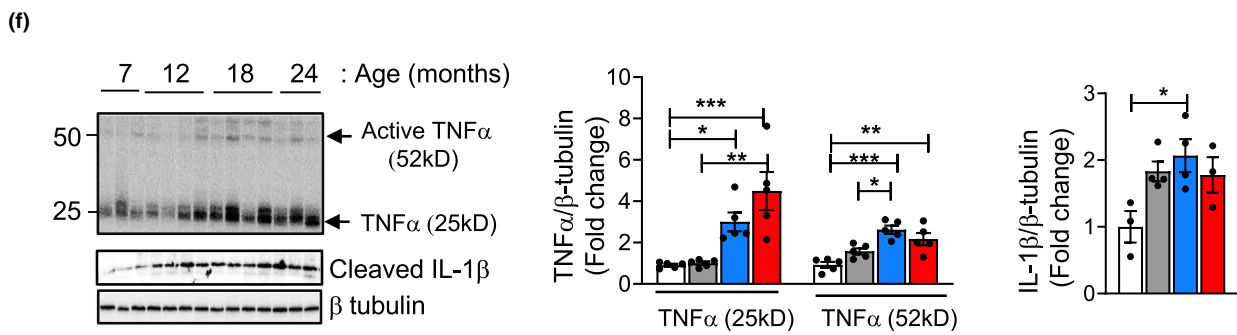 (f)
7 12 18 24 : Age (months)
50
Active TNFα
(52kD)
25
TNFα (25kD)
Cleaved IL-1β
β tubulin
TNFα/β-tubulin
(Fold change)
10
8
6
4
2
0
***
*
**
**
***
*
TNFα (25kD) TNFα (52kD)
IL-1β/β-tubulin
(Fold change)
3
2
1
0
*